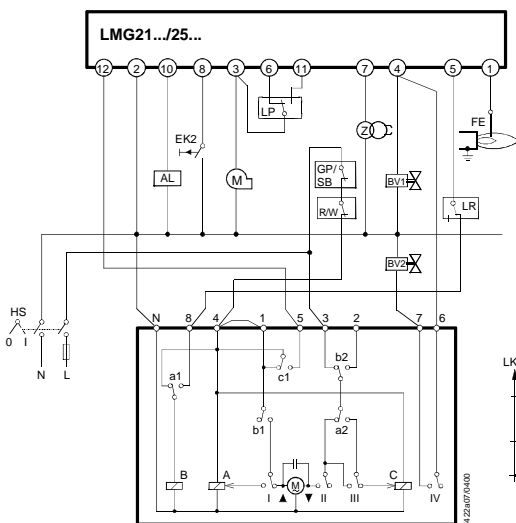 LMG21.../25...
12 2 10 8 3 6 11 7 4 5 1
LP
FE
EK2
Z
AL
M
GP/
SB
BV1
R/W
LR
BV2
HS
0 I
N L
N 8 4 1 5 3 2 7 6
LK
a1
c1
b2
b1
a2
B A I M II III C IV
422a07/0400